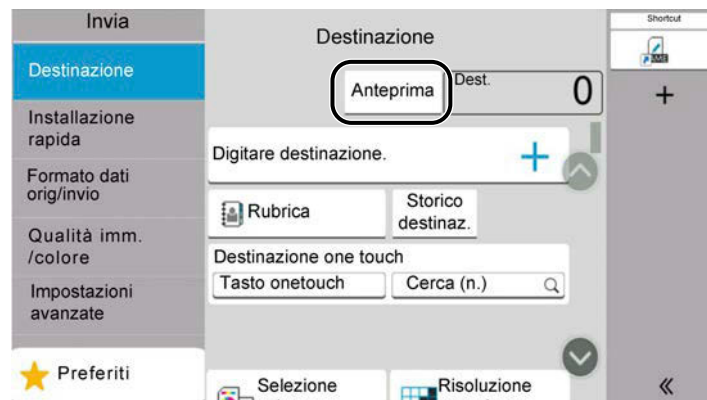 Invia
Destinazione
Installazione
rapida
Formato dati
orig/invio
Qualità imm.
/colore
Impostazioni
avanzate
Preferiti
Destinazione
Anteprima
Dest.
0
Digitare destinazione.
Rubrica
Storico
destinaz.
Destinazione one touch
Tasto onetouch
Cerca (n.)
Selezione
Risoluzione
Shortcut